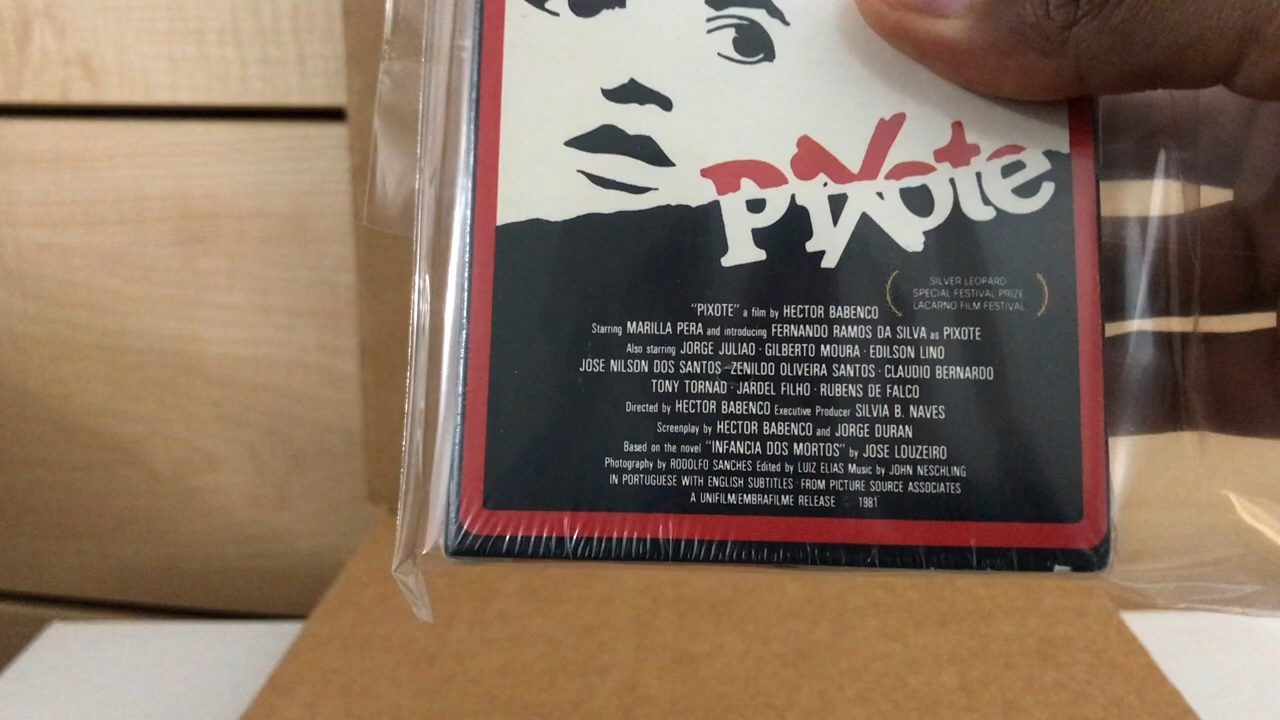 PIXote
SILVER LEOPARD
SPECIAL FESTIVAL PRIZE
LACARNO FILM FESTIVAL
"PIXOTE" a film by HECTOR BABENCO
Starring MARILLA PERA and introducing FERNANDO RAMOS DA SILVA as PIXOTE
Also starring JORGE JULIAO · GILBERTO MOURA · EDILSON LINO
JOSE NILSON DOS SANTOS · ZENILDO OLIVEIRA SANTOS · CLAUDIO BERNARDO
TONY TORNAD · JARDEL FILHO · RUBENS DE FALCO
Directed by HECTOR BABENCO Executive Producer SILVIA B. NAVES
Screenplay by HECTOR BABENCO and JORGE DURAN
Based on the novel "INFANCIA DOS MORTOS" by JOSE LOUZEIRO
Photography by RODOLFO SANCHES Edited by LUIZ ELIAS Music by JOHN NESCHLING
IN PORTUGUESE WITH ENGLISH SUBTITLES · FROM PICTURE SOURCE ASSOCIATES
A UNIFILM/EMBRAFILME RELEASE © 1981